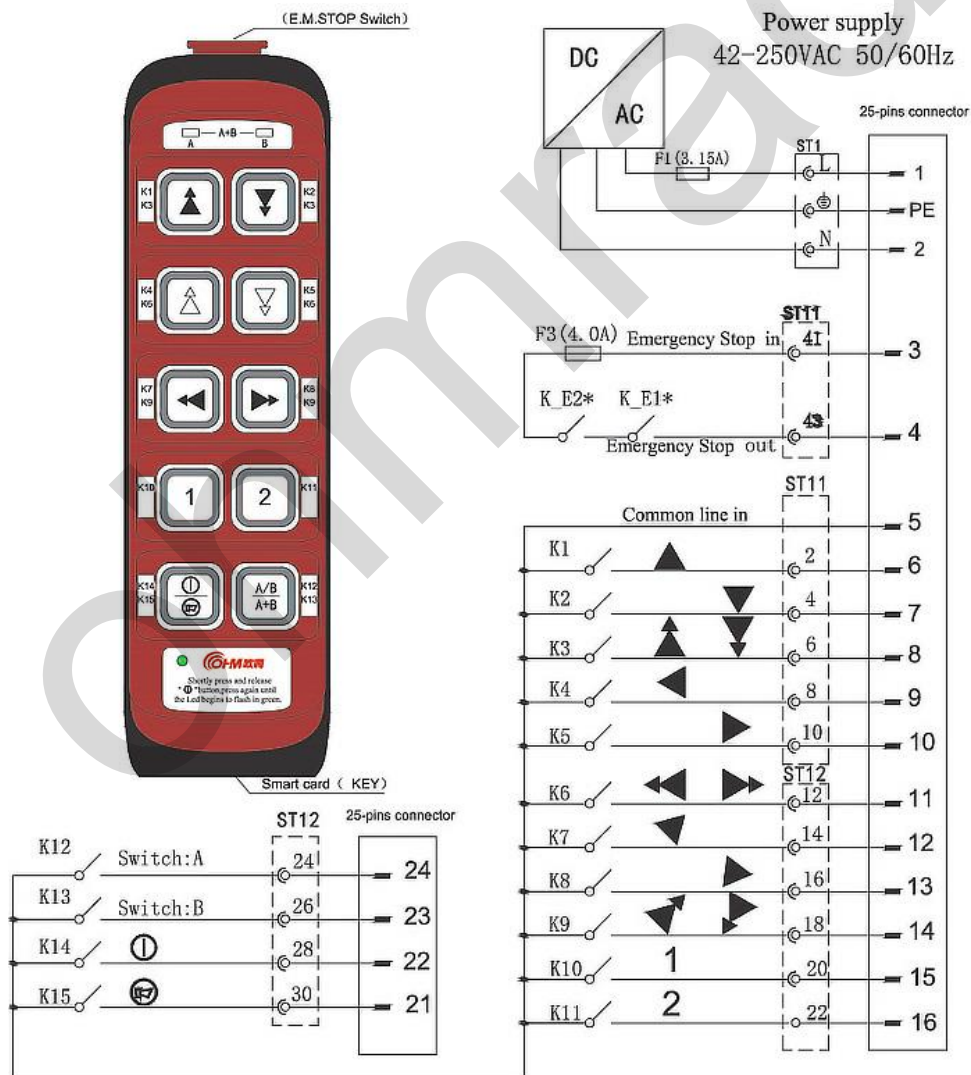 (E.M.STOP Switch)
A+B
A
B
K1
K3
K2
K3
K4
K6
K5
K6
K7
K9
K8
K9
K10
1
2
K11
K14
K15
A/B
A+B
K12
K13
OHM欧姆
Shortly press and release
" ① "button,press again until
the Led begins to flash in green.
Smart card ( KEY)
ST12
25-pins connector
K12
Switch:A
24
24
K13
Switch:B
26
23
K14
28
22
K15
30
21
Power supply
42-250VAC 50/60Hz
DC
AC
25-pins connector
F1(3.15A)
ST1
L
1
PE
N
2
ST11
F3(4.0A)
Emergency Stop in
41
3
K_E2*
K_E1*
Emergency Stop out
43
4
ST11
Common line in
5
K1
2
6
K2
4
7
K3
6
8
K4
8
9
K5
10
10
ST12
K6
12
11
K7
14
12
K8
16
13
K9
18
14
K10
1
20
15
K11
2
22
16
ohmrad